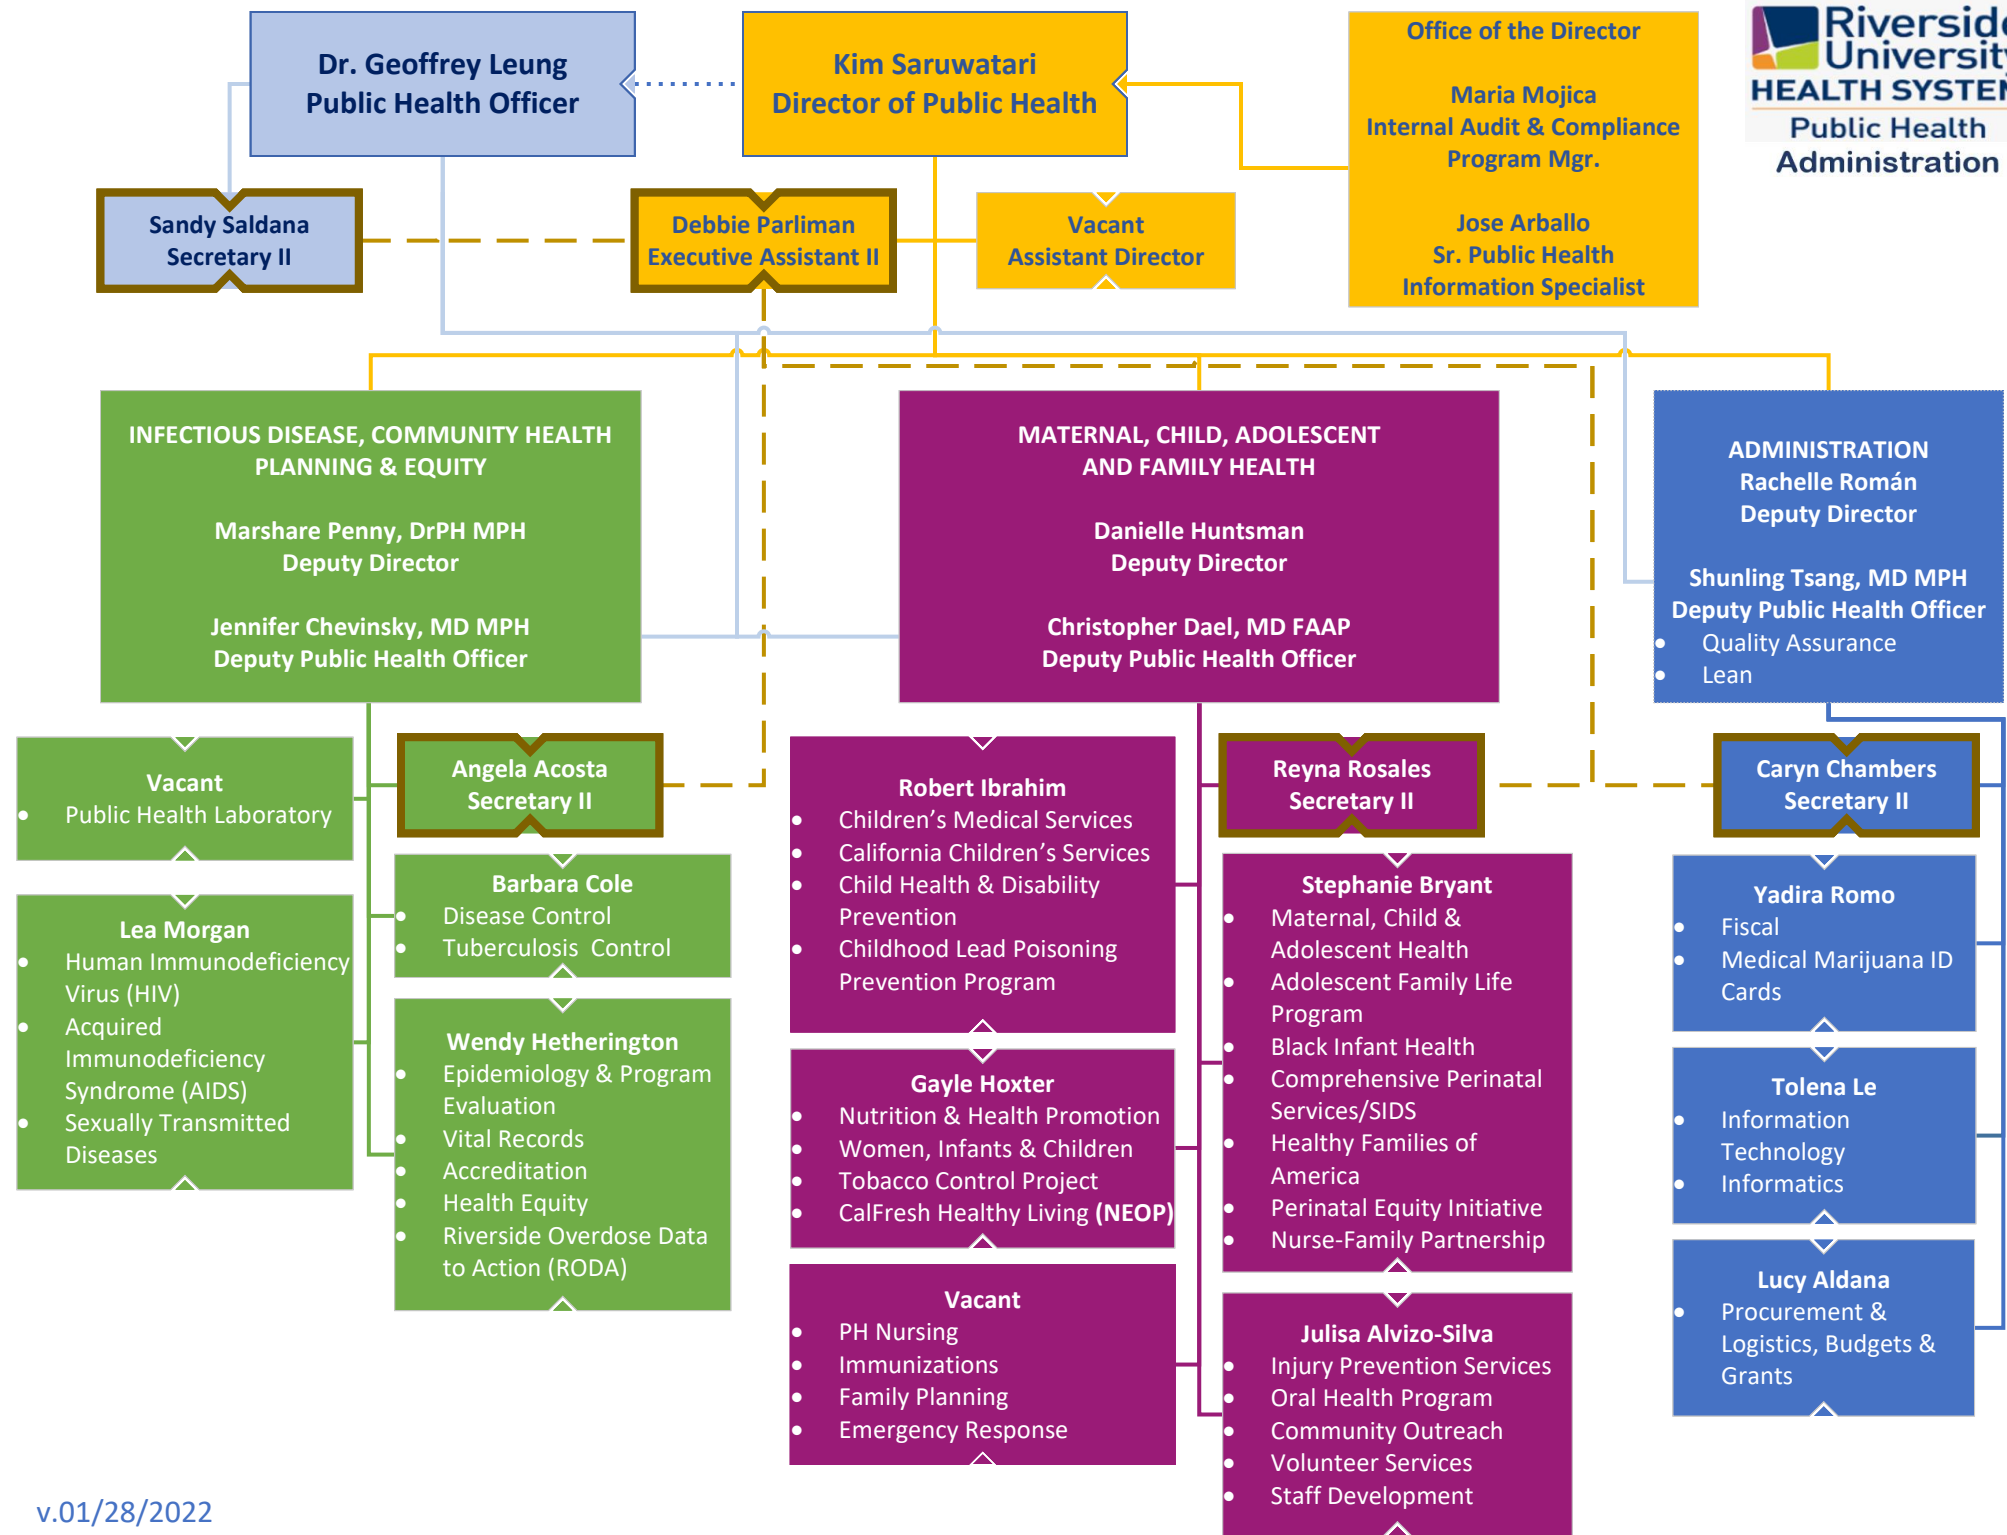 Dr. Geoffrey Leung
Public Health Officer
Kim Saruwatari
Director of Public Health
Office of the Director
Maria Mojica
Internal Audit & Compliance
Program Mgr.
Jose Arballo
Sr. Public Health
Information Specialist
Riverside
University
HEALTH SYSTEM
Public Health
Administration
Sandy Saldana
Secretary II
Debbie Parliman
Executive Assistant II
Vacant
Assistant Director
INFECTIOUS DISEASE, COMMUNITY HEALTH
PLANNING & EQUITY
Marshare Penny, DrPH MPH
Deputy Director
Jennifer Chevinsky, MD MPH
Deputy Public Health Officer
MATERNAL, CHILD, ADOLESCENT
AND FAMILY HEALTH
Danielle Huntsman
Deputy Director
Christopher Dael, MD FAAP
Deputy Public Health Officer
ADMINISTRATION
Rachelle Román
Deputy Director
Shunling Tsang, MD MPH
Deputy Public Health Officer
• Quality Assurance
• Lean
Vacant
• Public Health Laboratory
Angela Acosta
Secretary II
Lea Morgan
• Human Immunodeficiency
Virus (HIV)
• Acquired
Immunodeficiency
Syndrome (AIDS)
• Sexually Transmitted
Diseases
Barbara Cole
• Disease Control
• Tuberculosis  Control
Wendy Hetherington
• Epidemiology & Program
Evaluation
• Vital Records
• Accreditation
• Health Equity
• Riverside Overdose Data
to Action (RODA)
Robert Ibrahim
• Children’s Medical Services
• California Children’s Services
• Child Health & Disability
Prevention
• Childhood Lead Poisoning
Prevention Program
Gayle Hoxter
• Nutrition & Health Promotion
• Women, Infants & Children
• Tobacco Control Project
• CalFresh Healthy Living (NEOP)
Vacant
• PH Nursing
• Immunizations
• Family Planning
• Emergency Response
Reyna Rosales
Secretary II
Stephanie Bryant
• Maternal, Child &
Adolescent Health
• Adolescent Family Life
Program
• Black Infant Health
• Comprehensive Perinatal
Services/SIDS
• Healthy Families of
America
• Perinatal Equity Initiative
• Nurse-Family Partnership
Julisa Alvizo-Silva
• Injury Prevention Services
• Oral Health Program
• Community Outreach
• Volunteer Services
• Staff Development
Caryn Chambers
Secretary II
Yadira Romo
• Fiscal
• Medical Marijuana ID
Cards
Tolena Le
• Information
Technology
• Informatics
Lucy Aldana
• Procurement &
Logistics, Budgets &
Grants
v.01/28/2022